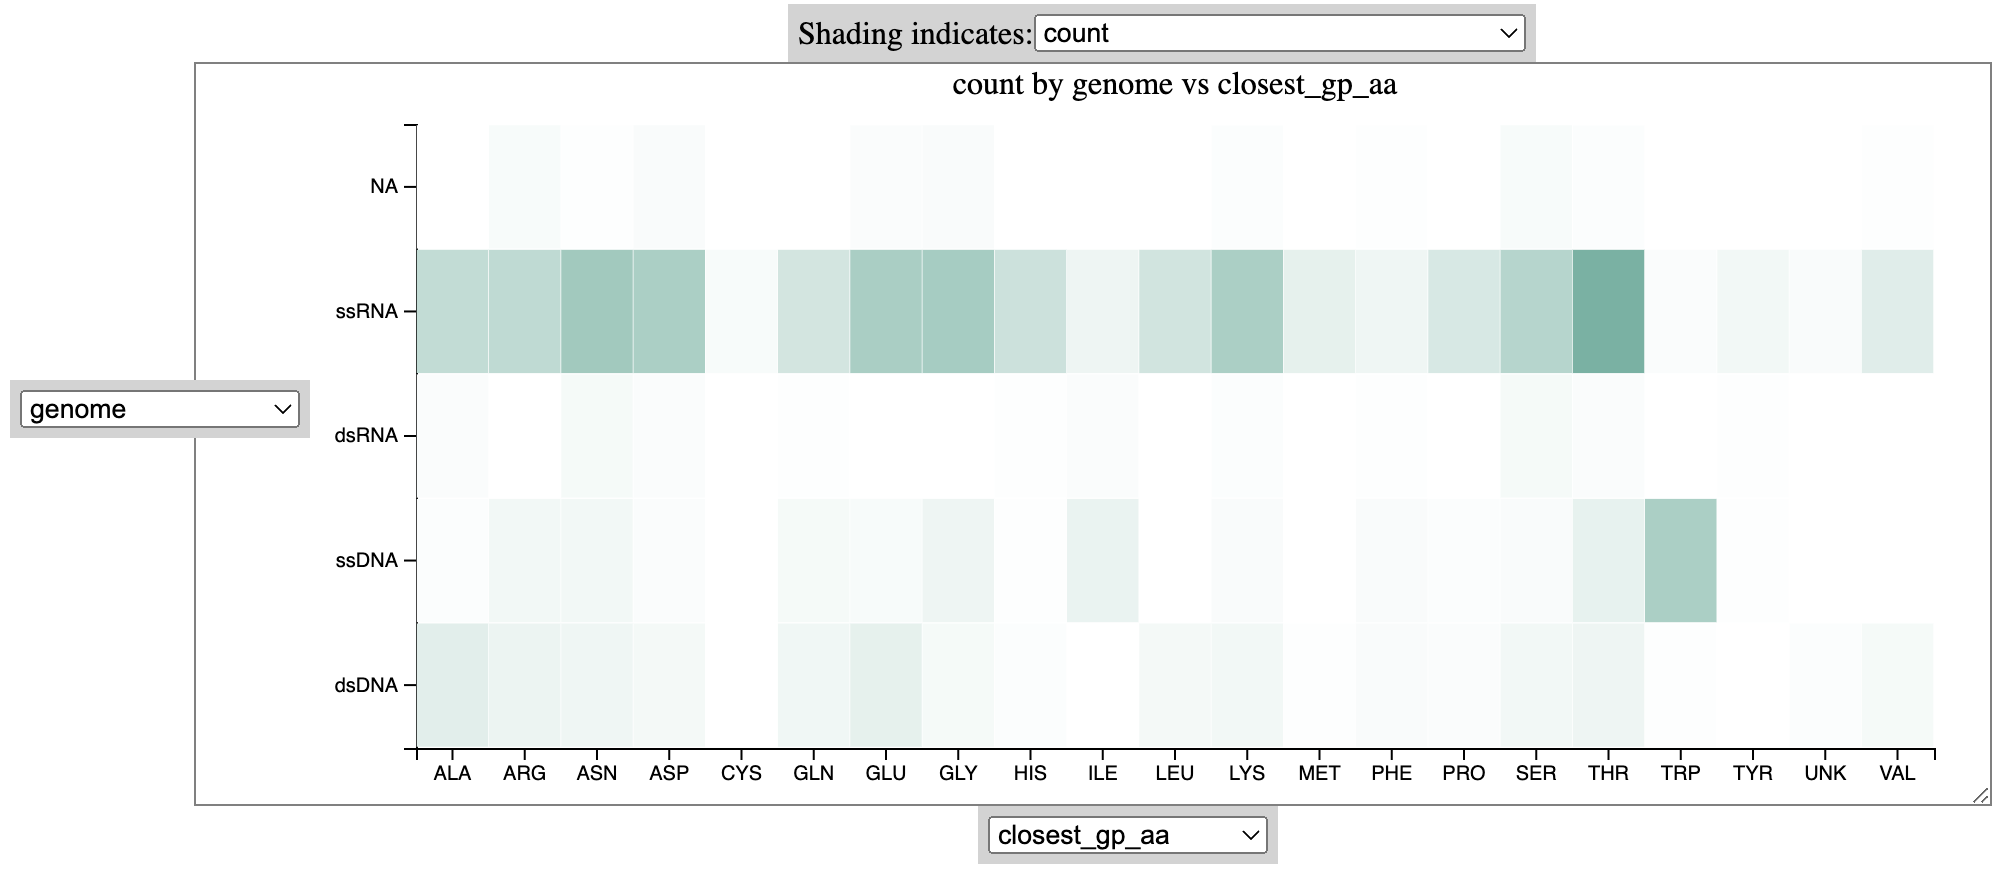 Shading indicates: count
count by genome vs closest_gp_aa
NA
ssRNA
genome
dsRNA
ssDNA
dsDNA
ALA ARG ASN ASP CYS GLN GLU GLY HIS ILE LEU LYS MET PHE PRO SER THR TRP TYR UNK VAL
closest_gp_aa